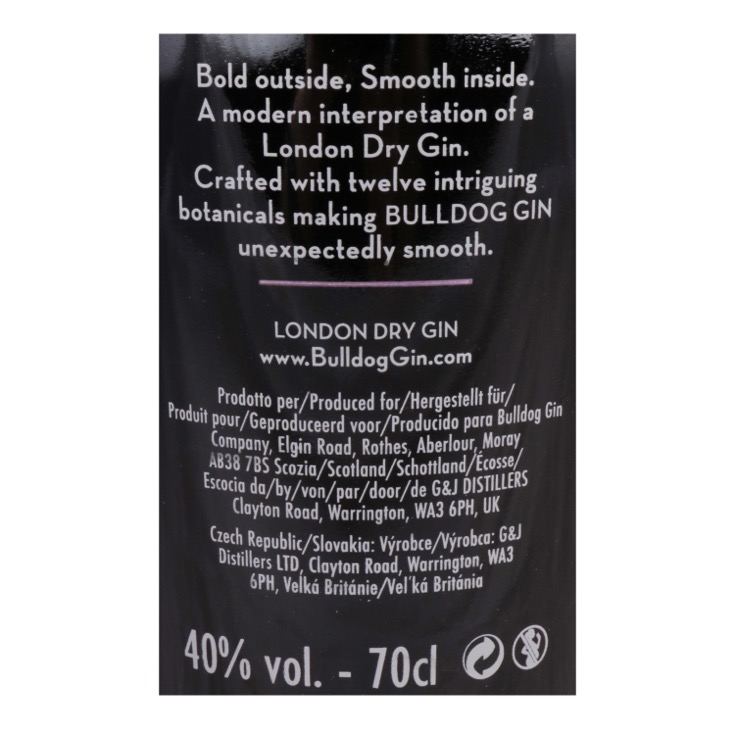 Bold outside, Smooth inside.
A modern interpretation of a
London Dry Gin.
Crafted with twelve intriguing
botanicals making BULLDOG GIN
unexpectedly smooth.
LONDON DRY GIN
www.BulldogGin.com
Prodotto per/Produced for/Hergestellt für/
Produit pour/Geproduceerd voor/Producido para Bulldog Gin
Company, Elgin Road, Rothes, Aberlour, Moray
AB38 7BS Scozia/Scotland/Schottland/Écosse/
Escocia da/by/von/par/door/de G&J DISTILLERS
Clayton Road, Warrington, WA3 6PH, UK
Czech Republic/Slovakia: Výrobce/Výrobca: G&J
Distillers LTD, Clayton Road, Warrington, WA3
6PH, Velká Británie/Vel'ká Británia
40% vol. - 70cl